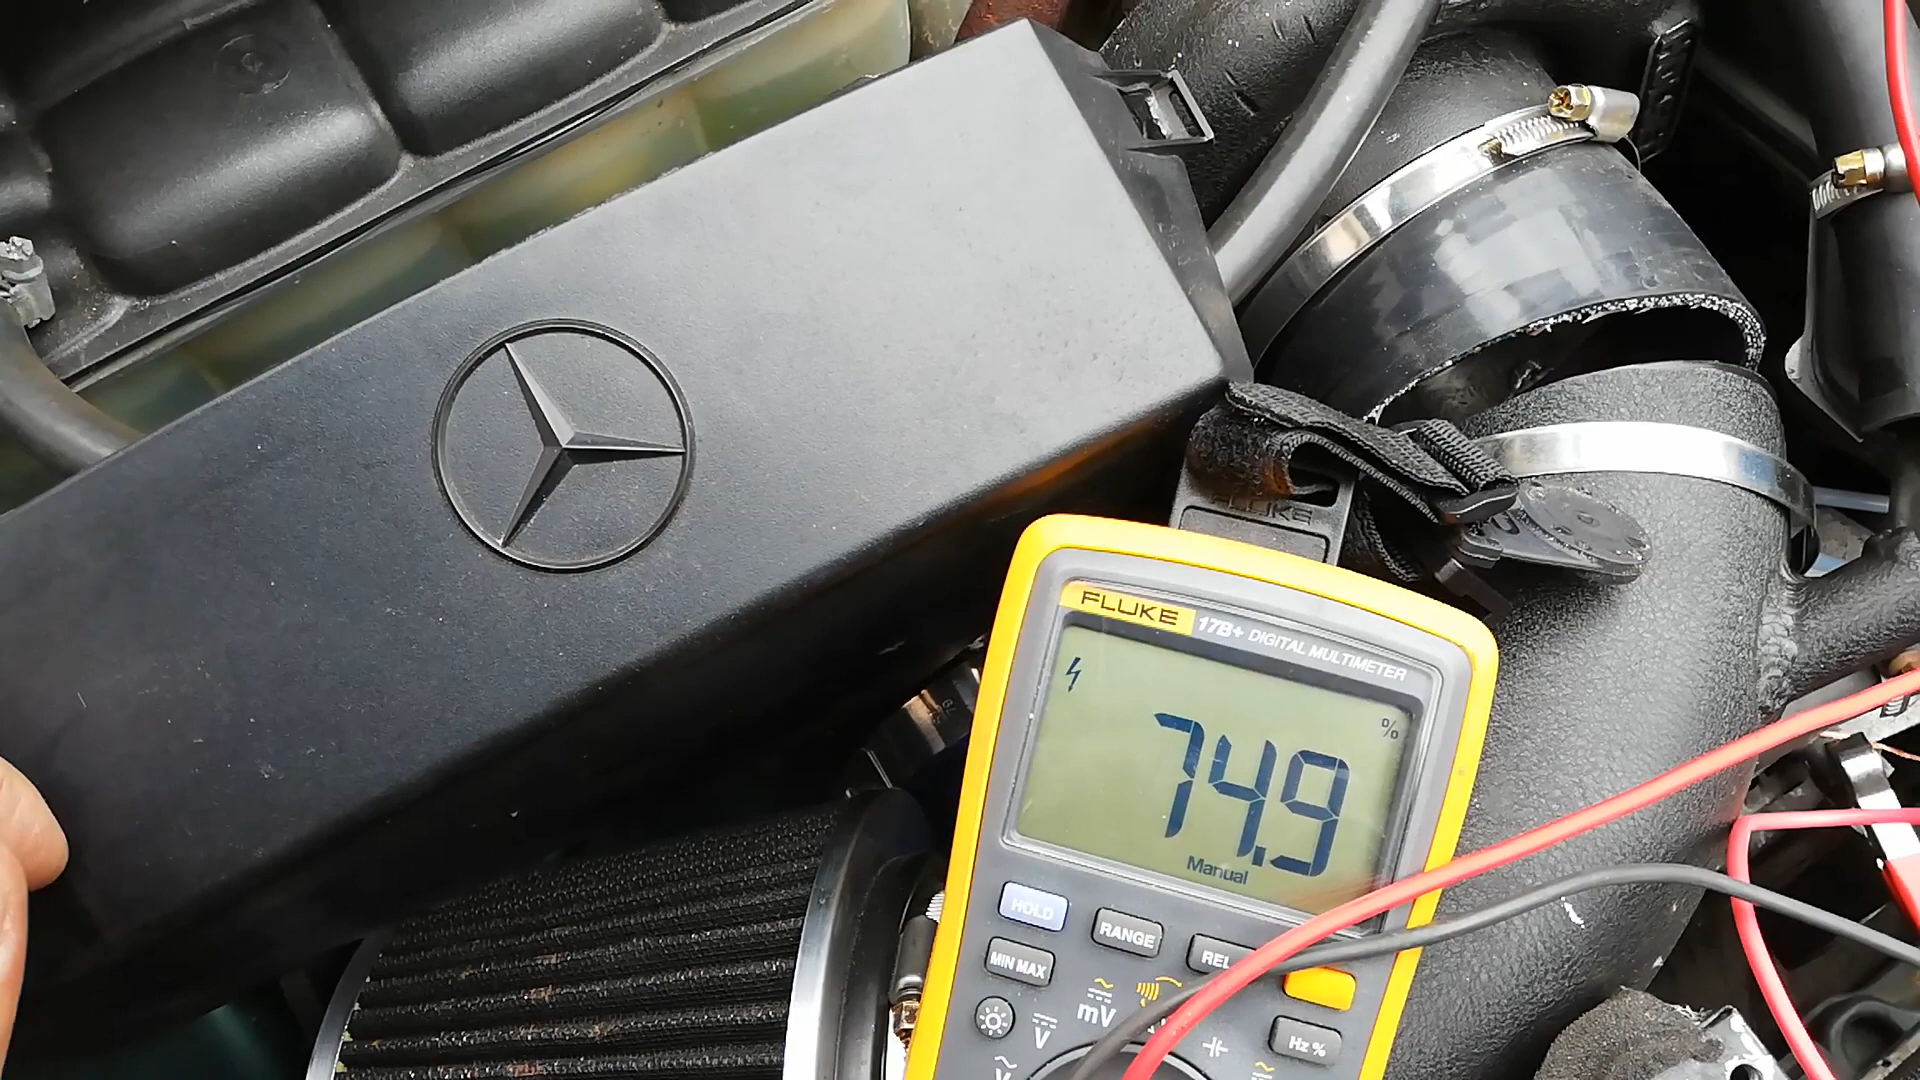 FLUKE
FLUKE 17B+ DIGITAL MULTIMETER
%
74.9
Manual
HOLD
RANGE
REL
MIN MAX
mV
V
Hz %
V